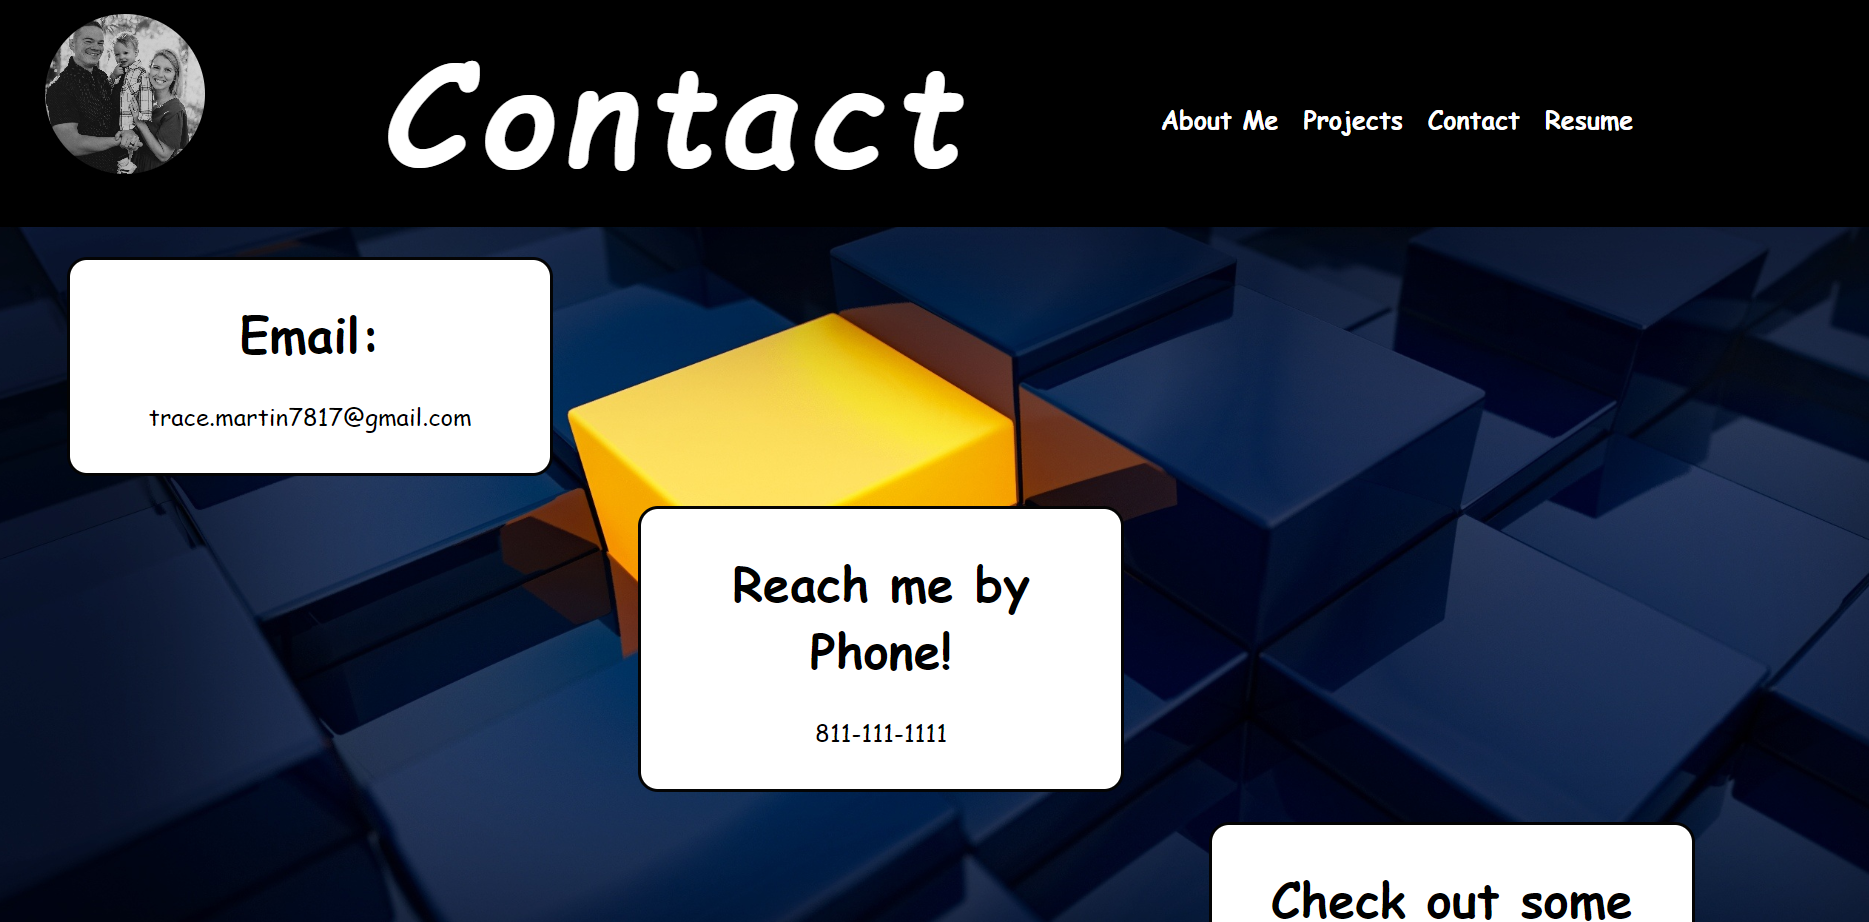 Contact
About Me Projects Contact Resume
Email:
trace.martin7817@gmail.com
Reach me by
Phone!
811-111-1111
Check out some